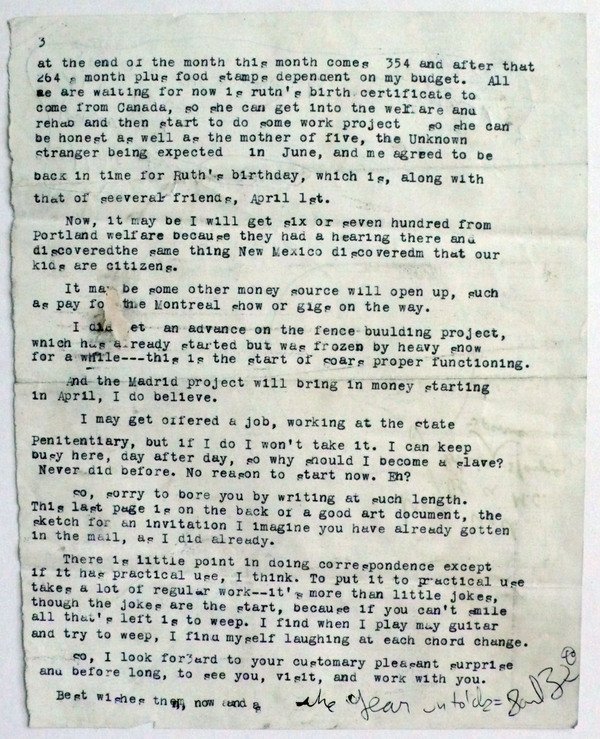 3
at the end of the month this month comes 354 and after that
264 a month plus food stamps dependent on my budget. All
we are waiting for now is rutn's birth certificate to
come from Canada, so she can get into the welfare and
rehab and then start to do some work project so she can
be honest as well as the mother of five, the Unknown
stranger being expected in June, and me agreed to be
back in time for Ruth's birthday, which is, along with
that of seeveral friends, April 1st.
Now, it may be I will get six or seven hundred from
Portland welfare because they had a hearing there and
discoveredthe same thing New Mexico discoveredm that our
kids are citizens.
It may be some other money source will open up, such
as pay fo the Montreal show or gigs on the way.
I did et an advance on the fence buulding project,
which has already started but was frozen by heavy snow
for a while---this is the start of soars proper functioning.
And the Madrid project will bring in money starting
in April, I do believe.
I may get offered a job, working at the state
Penitentiary, but if I do I won't take it. I can keep
busy here, day after day, so why should I become a slave?
Never did before. No reason to start now. Eh?
so, sorry to bore you by writing at such length.
This last page is on the back of a good art document, the
sketch for an invitation I imagine you have already gotten
in the mail, as I did already.
There is little point in doing correspondence except
if it has practical use, I think. To put it to practical use
takes a lot of regular work--it's more than little jokes,
though the jokes are the start, because if you can't smile
all that's left is to weep. I find when I play may guitar
and try to weep, I find myself laughing at each chord change.
so, I look forward to your customary pleasant surprise
and before long, to see you, visit, and work with you.
Best wishes then, now and as the year unfolds=